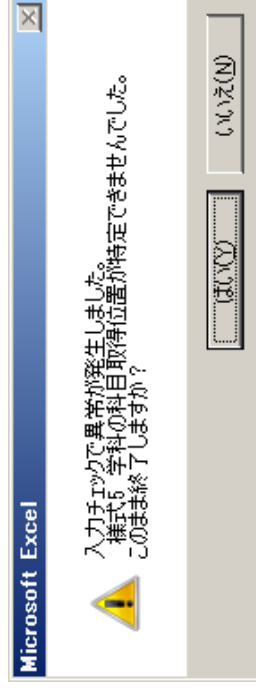 Microsoft Excel
入力チェックで異常が発生しました。
様式5 学科の科目取得位置が特定できませんでした。
このまま終了しますか？
はい(Y)
いいえ(N)